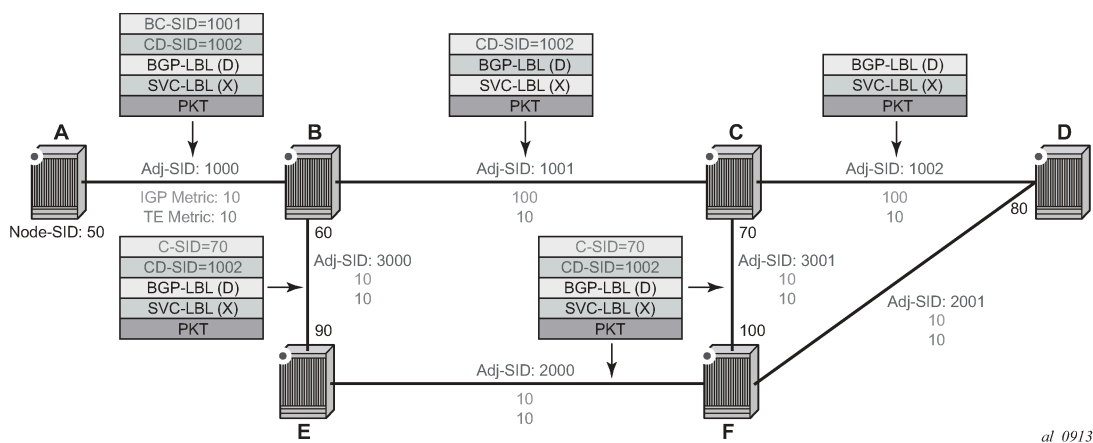 BC-SID=1001
CD-SID=1002
BGP-LBL (D)
SVC-LBL (X)
PKT
CD-SID=1002
BGP-LBL (D)
SVC-LBL (X)
PKT
BGP-LBL (D)
SVC-LBL (X)
PKT
A
B
C
D
Adj-SID: 1000
IGP Metric: 10
TE Metric: 10
Adj-SID: 1001
100
10
Adj-SID: 1002
100
10
Node-SID: 50
60
70
80
C-SID=70
CD-SID=1002
BGP-LBL (D)
SVC-LBL (X)
PKT
Adj-SID: 3000
10
10
C-SID=70
CD-SID=1002
BGP-LBL (D)
SVC-LBL (X)
PKT
Adj-SID: 3001
10
10
Adj-SID: 2001
10
10
90
100
Adj-SID: 2000
10
10
E
F
al_0913